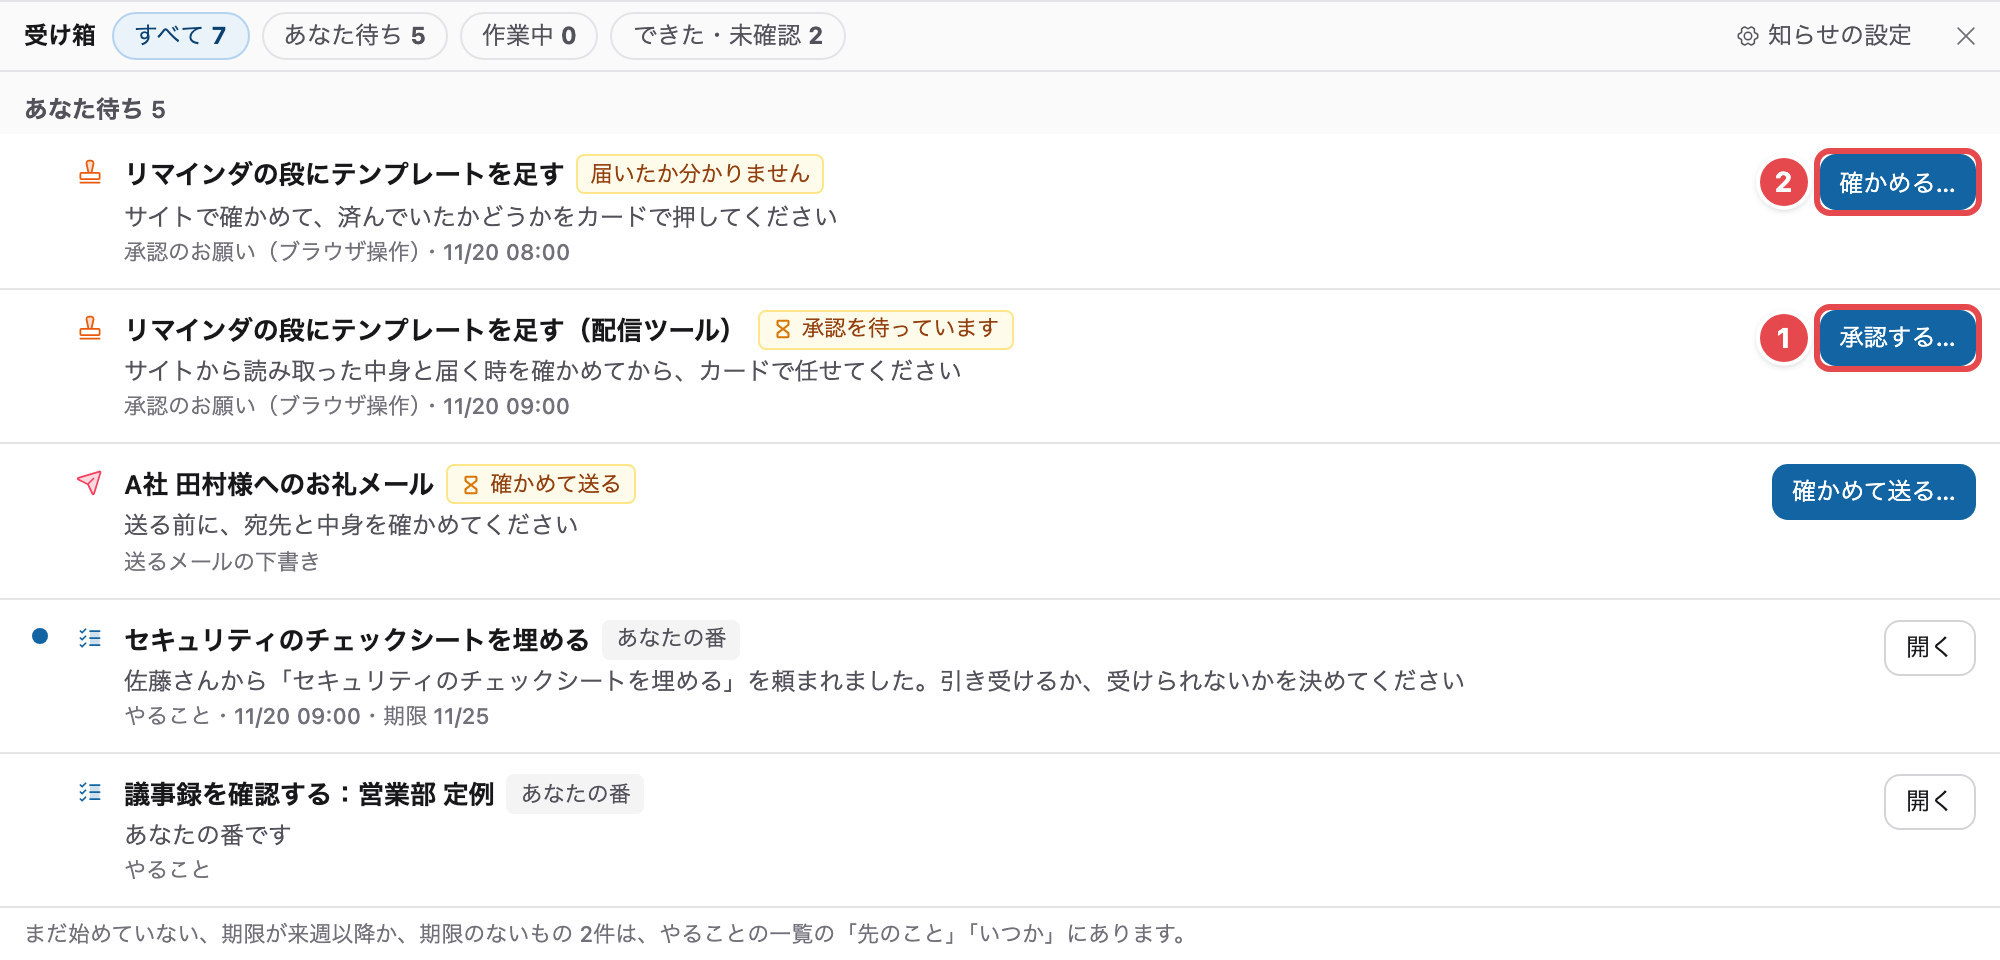 受け箱 すべて 7 あなた待ち 5 作業中 0 できた・未確認 2 知らせの設定
あなた待ち 5
リマインダの段にテンプレートを足す 届いたか分かりません 2 確かめる...
サイトで確かめて、済んでいたかどうかをカードで押してください
承認のお願い（ブラウザ操作）・11/20 08:00
リマインダの段にテンプレートを足す（配信ツール） 承認を待っています 1 承認する...
サイトから読み取った中身と届く時を確かめてから、カードで任せてください
承認のお願い（ブラウザ操作）・11/20 09:00
A社 田村様へのお礼メール 確かめて送る 確かめて送る...
送る前に、宛先と中身を確かめてください
送るメールの下書き
セキュリティのチェックシートを埋める あなたの番 開く
佐藤さんから「セキュリティのチェックシートを埋める」を頼まれました。引き受けるか、受けられないかを決めてください
やること・11/20 09:00・期限 11/25
議事録を確認する：営業部 定例 あなたの番 開く
あなたの番です
やること
まだ始めていない、期限が来週以降か、期限のないもの 2件は、やることの一覧の「先のこと」「いつか」にあります。